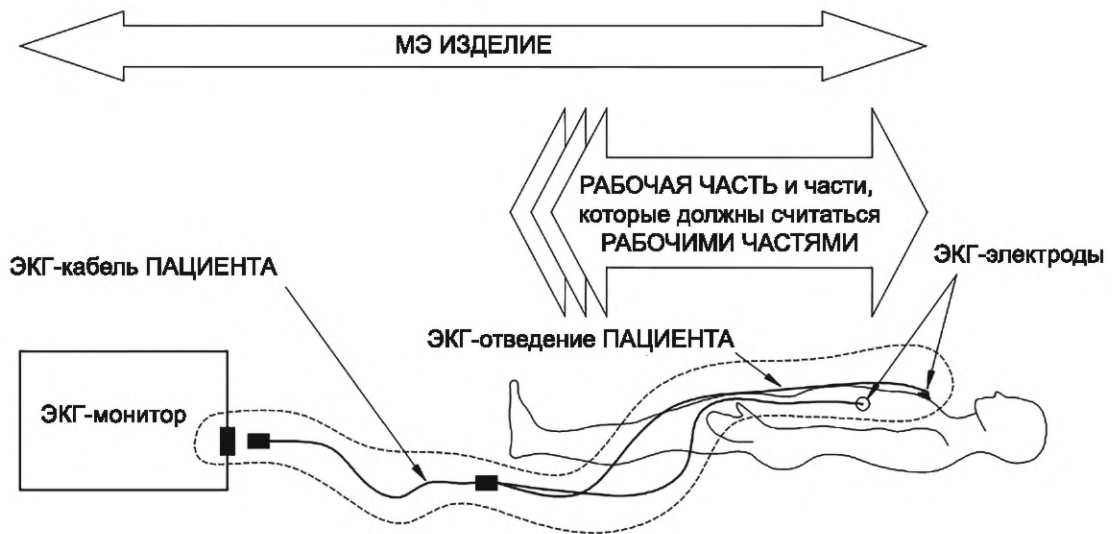 МЭ ИЗДЕЛИЕ
РАБОЧАЯ ЧАСТЬ и части,
которые должны считаться
РАБОЧИМИ ЧАСТЯМИ
ЭКГ-кабель ПАЦИЕНТА
ЭКГ-электроды
ЭКГ-отведение ПАЦИЕНТА
ЭКГ-монитор